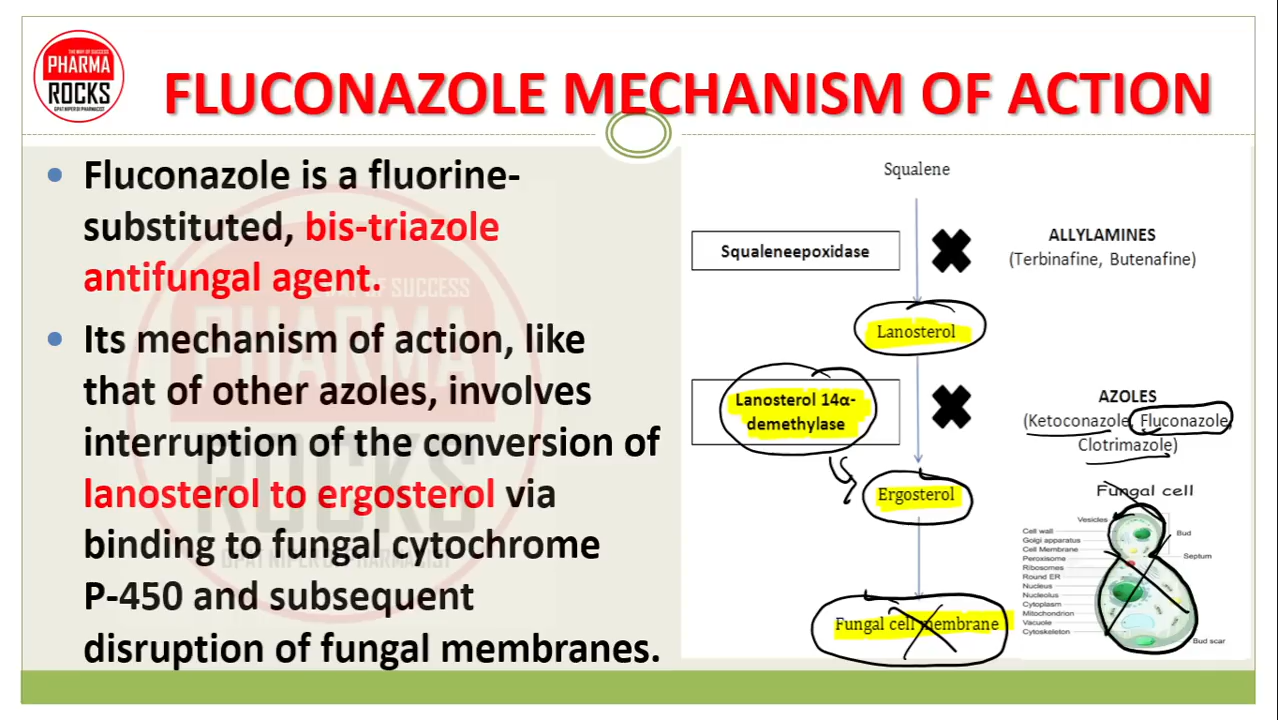 THE WAY OF SUCCESS
PHARMA
ROCKS
GPAT NIPER DI PHARMACIST
FLUCONAZOLE MECHANISM OF ACTION
Fluconazole is a fluorine-
substituted, bis-triazole
antifungal agent.
Its mechanism of action, like
that of other azoles, involves
interruption of the conversion of
lanosterol to ergosterol via
binding to fungal cytochrome
P-450 and subsequent
disruption of fungal membranes.
Squalene
Squaleneepoxidase
ALLYLAMINES
(Terbinafine, Butenafine)
Lanosterol
Lanosterol 14α-
demethylase
AZOLES
(Ketoconazole, Fluconazole,
Clotrimazole)
Ergosterol
Fungal cell membrane
Fungal cell
Vesicles
Cell wall
Golgi apparatus
Cell Membrane
Peroxisome
Ribosomes
Round ER
Nucleus
Nucleolus
Cytoplasm
Mitochondrion
Vacuole
Cytoskeleton
Bud
Septum
Bud scar